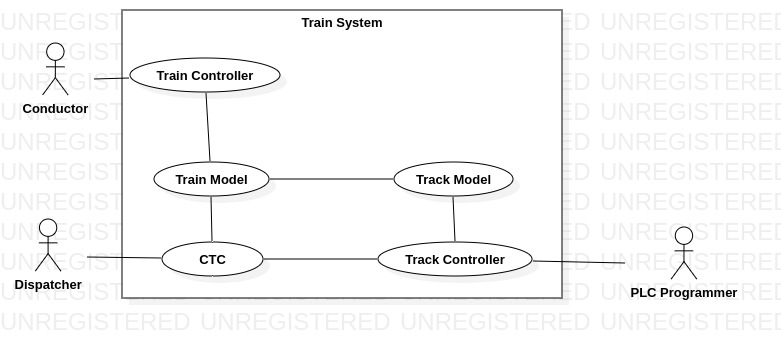 Train System
Conductor
Train Controller
Train Model
Track Model
Dispatcher
CTC
Track Controller
PLC Programmer
UNREGISTERED UNREGISTERED UNREGISTERED UNREGISTERED